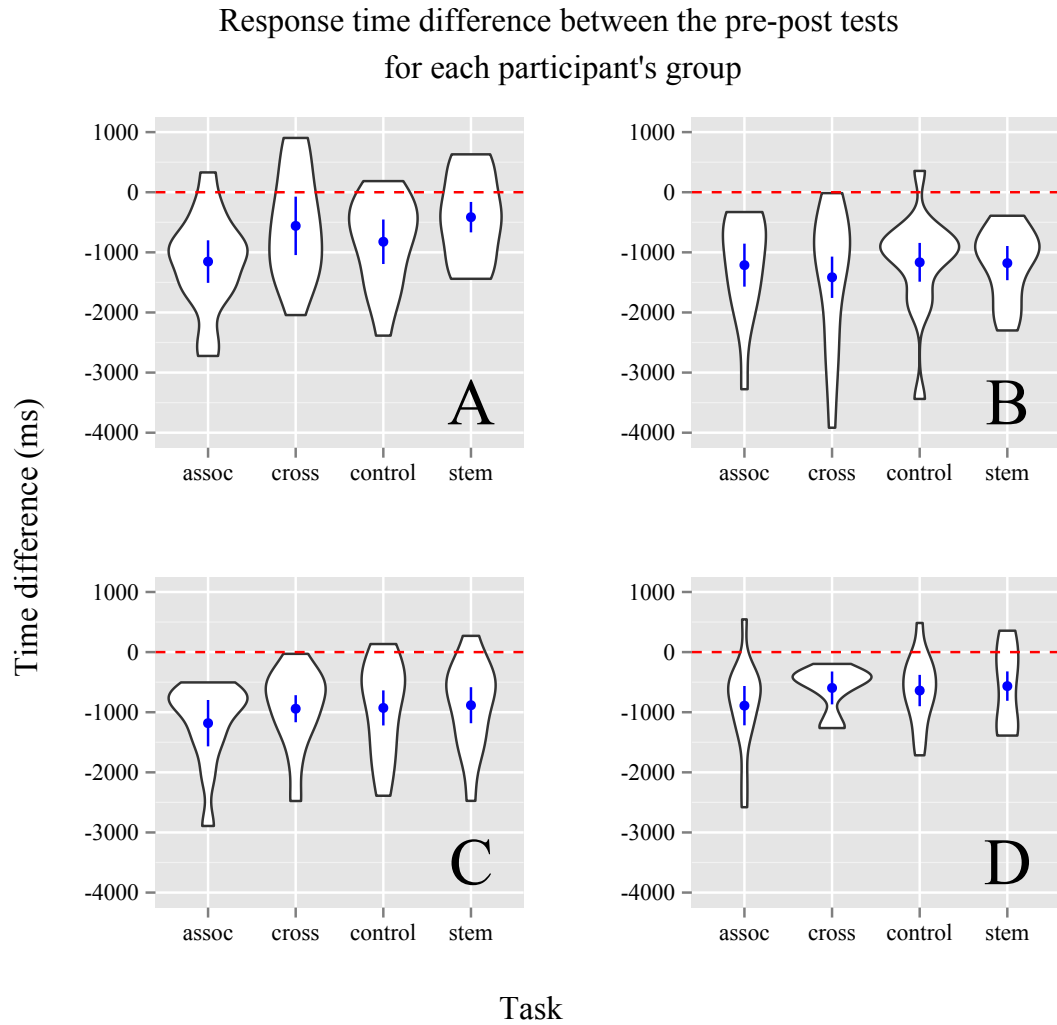 Response time difference between the pre-post tests
for each participant's group
Time difference (ms)
1000
0
-1000
-2000
-3000
-4000
A
assoc cross control stem
1000
0
-1000
-2000
-3000
-4000
B
assoc cross control stem
1000
0
-1000
-2000
-3000
-4000
C
assoc cross control stem
1000
0
-1000
-2000
-3000
-4000
D
assoc cross control stem
Task